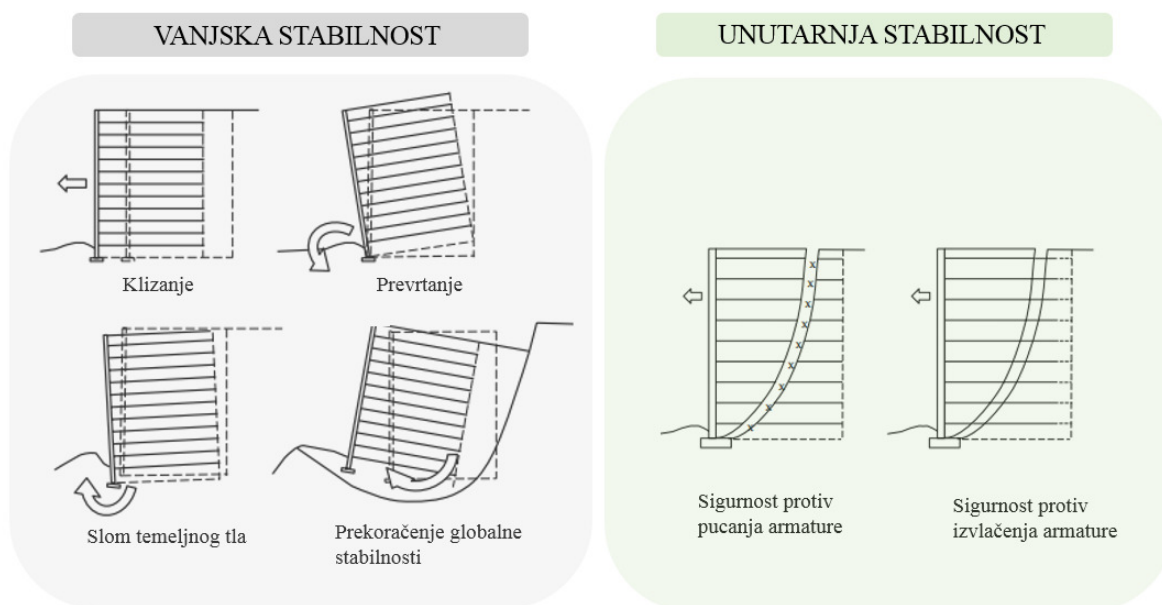 VANJSKA STABILNOST
Klizanje
Prevrtanje
Slom temeljnog tla
Prekoračenje globalne
stabilnosti
UNUTARNJA STABILNOST
x
x
x
x
x
x
x
x
x
Sigurnost protiv
pucanja armature
Sigurnost protiv
izvlačenja armature